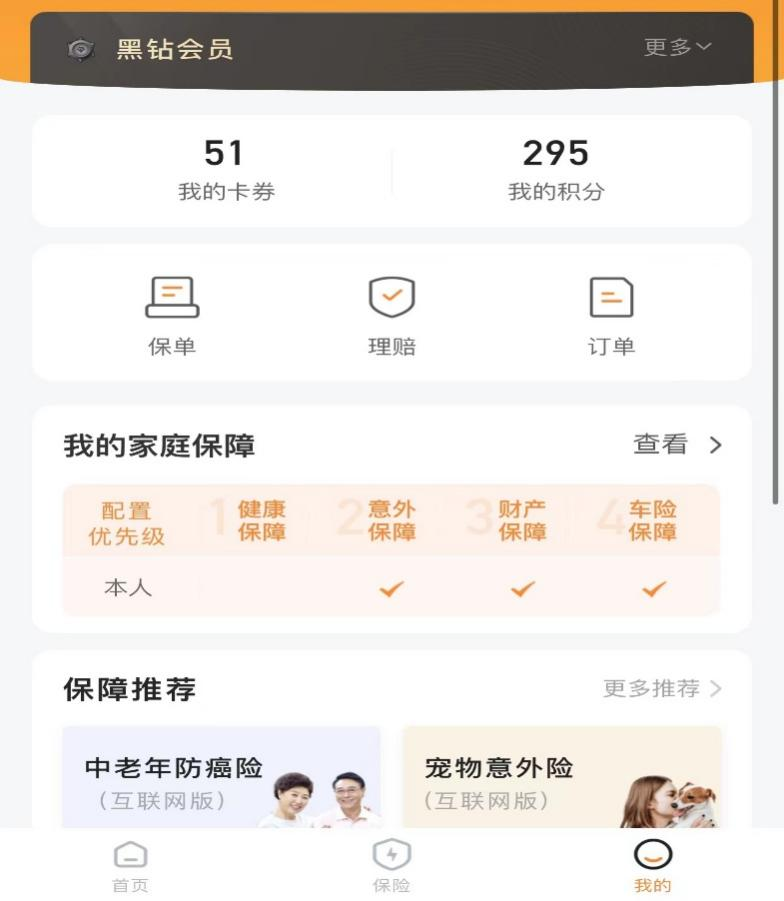 黑钻会员 更多
51 295
我的卡券 我的积分
保单 理赔 订单
我的家庭保障 查看
配置 1 健康 2 意外 3 财产 4 车险
优先级 保障 保障 保障 保障
本人
保障推荐 更多推荐
中老年防癌险 宠物意外险
(互联网版) (互联网版)
首页 保险 我的